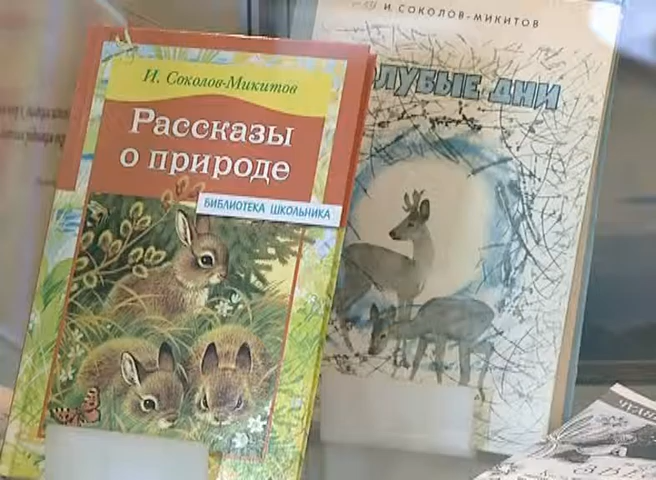 И. Соколов-Микитов
Рассказы
о природе
БИБЛИОТЕКА ШКОЛЬНИКА
И. СОКОЛОВ-МИКИТОВ
ЛУБЫЕ ДНИ